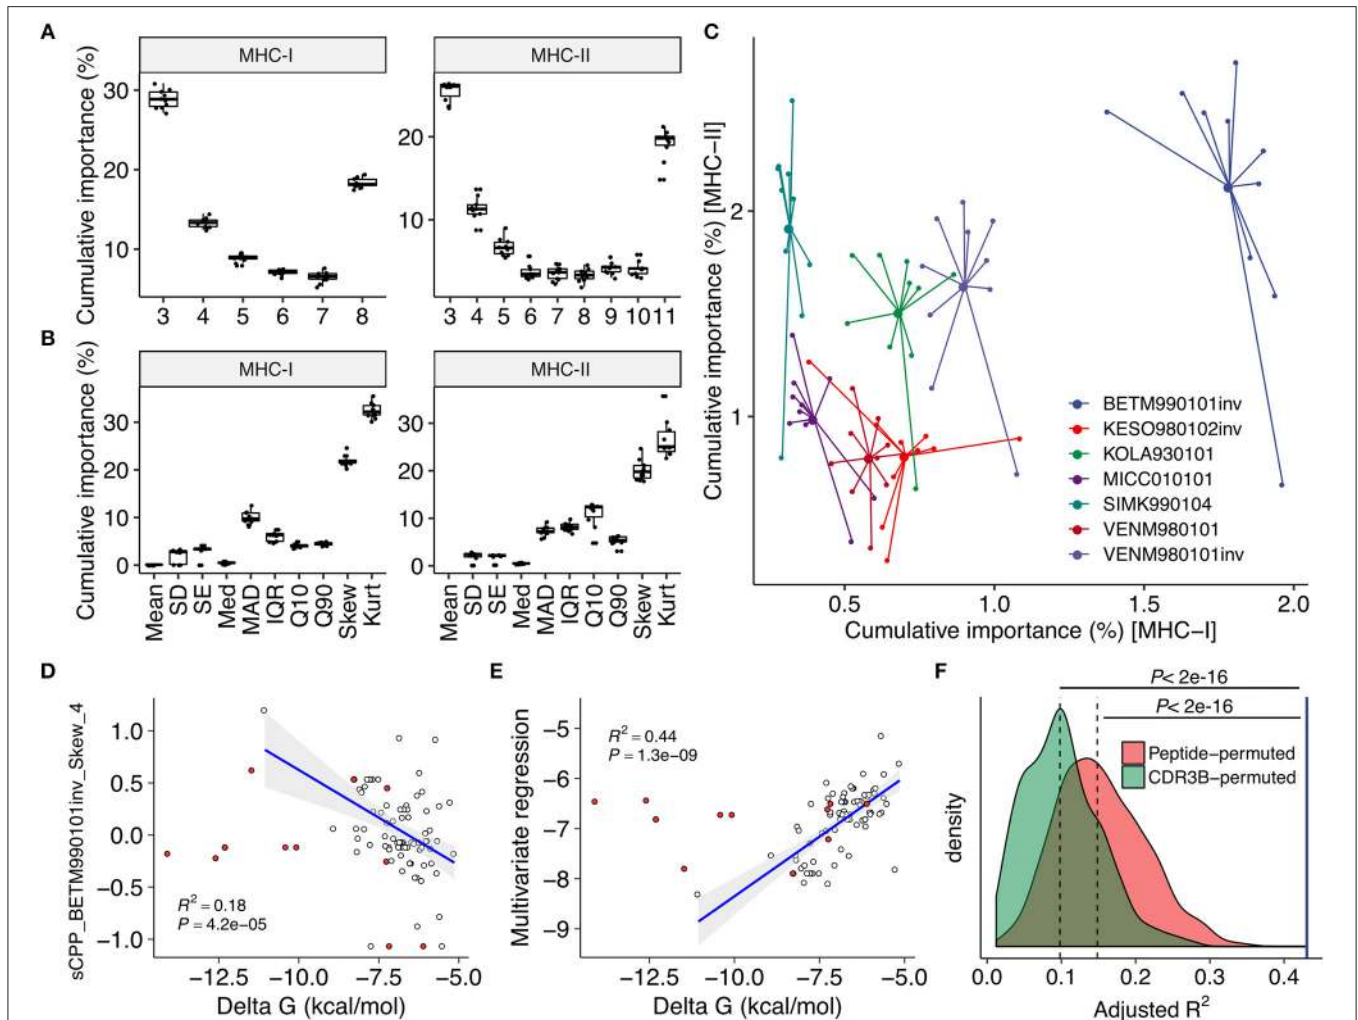 A
MHC-I
MHC-II
Cumulative importance (%)
30
20
10
3 4 5 6 7 8
20
10
3 4 5 6 7 8 9 10 11
B
MHC-I
MHC-II
Cumulative importance (%)
30
20
10
0
Mean SD SE Med MAD IQR Q10 Q90 Skew Kurt
30
20
10
0
Mean SD SE Med MAD IQR Q10 Q90 Skew Kurt
C
Cumulative importance (%) [MHC−II]
2
1
BETM990101inv
KESO980102inv
KOLA930101
MICC010101
SIMK990104
VENM980101
VENM980101inv
0.5 1.0 1.5 2.0
Cumulative importance (%) [MHC−I]
D
sCPP_BETM990101inv_Skew_4
1.0
0.5
0.0
−0.5
−1.0
R² = 0.18
P = 4.2e−05
−12.5 −10.0 −7.5 −5.0
Delta G (kcal/mol)
E
Multivariate regression
−5
−6
−7
−8
−9
R² = 0.44
P = 1.3e−09
−12.5 −10.0 −7.5 −5.0
Delta G (kcal/mol)
F
P< 2e-16
P< 2e-16
Peptide−permuted
CDR3B−permuted
density
0.0 0.1 0.2 0.3 0.4
Adjusted R²